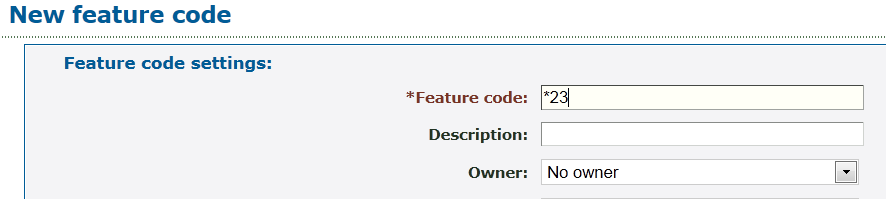 New feature code
Feature code settings:
*Feature code: *23
Description:
Owner: No owner